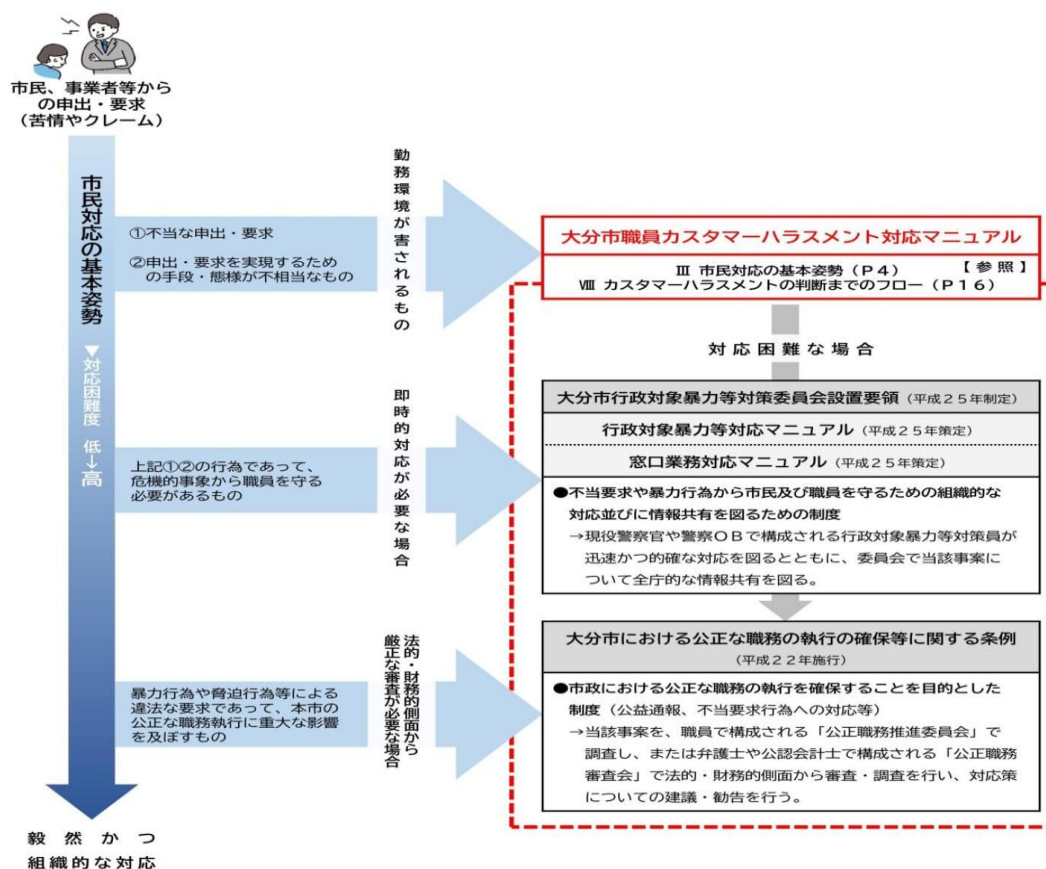 市民、事業者等から
の申出・要求
（苦情やクレーム）
市民対応の基本姿勢
▼対応困難度 低→高
①不当な申出・要求
②申出・要求を実現するため
の手段・態様が不相当なもの
勤務環境が害されるもの
大分市職員カスタマーハラスメント対応マニュアル
Ⅲ 市民対応の基本姿勢（P４） 【参照】
Ⅷ カスタマーハラスメントの判断までのフロー（P１６）
対応困難な場合
上記①②の行為であって、
危機的事象から職員を守る
必要があるもの
即時的対応が必要な場合
大分市行政対象暴力等対策委員会設置要領（平成２５年制定）
行政対象暴力等対応マニュアル（平成２５年策定）
窓口業務対応マニュアル（平成２５年策定）
●不当要求や暴力行為から市民及び職員を守るための組織的な
対応並びに情報共有を図るための制度
→現役警察官や警察ＯＢで構成される行政対象暴力等対策員が
迅速かつ的確な対応を図るとともに、委員会で当該事案に
ついて全庁的な情報共有を図る。
暴力行為や脅迫行為等による
違法な要求であって、本市の
公正な職務執行に重大な影響
を及ぼすもの
法的・財務的側面から
厳正な審査が必要な場合
大分市における公正な職務の執行の確保等に関する条例
（平成２２年施行）
●市政における公正な職務の執行を確保することを目的とした
制度（公益通報、不当要求行為への対応等）
→当該事案を、職員で構成される「公正職務推進委員会」で
調査し、または弁護士や公認会計士で構成される「公正職務
審査会」で法的・財務的側面から審査・調査を行い、対応策
についての建議・勧告を行う。
毅然かつ
組織的な対応